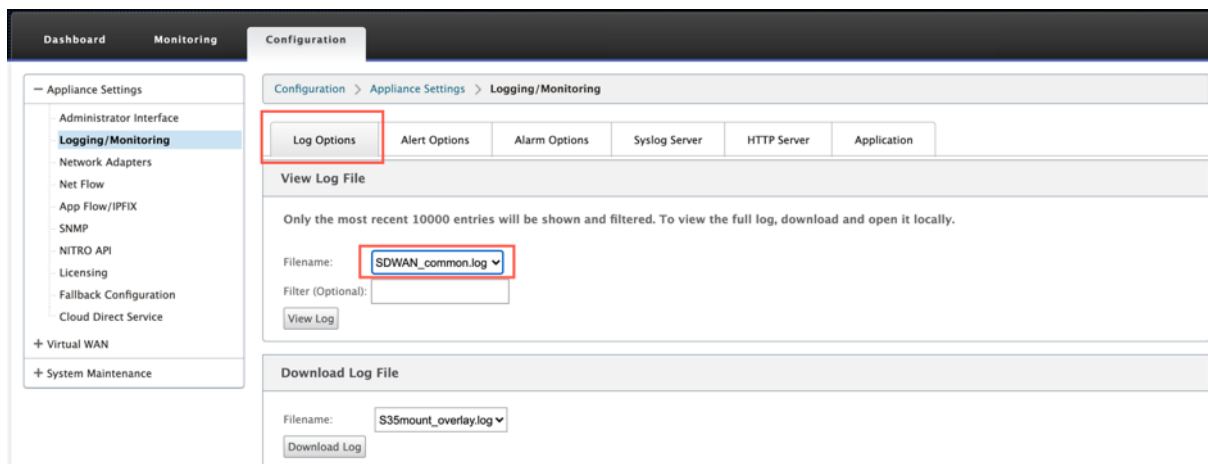 Dashboard Monitoring Configuration
Appliance Settings
Administrator Interface
Logging/Monitoring
Network Adapters
Net Flow
App Flow/IPFIX
SNMP
NITRO API
Licensing
Fallback Configuration
Cloud Direct Service
+ Virtual WAN
+ System Maintenance
Configuration > Appliance Settings > Logging/Monitoring
Log Options Alert Options Alarm Options Syslog Server HTTP Server Application
View Log File
Only the most recent 10000 entries will be shown and filtered. To view the full log, download and open it locally.
Filename: SDWAN_common.log
Filter (Optional):
View Log
Download Log File
Filename: S35mount_overlay.log
Download Log